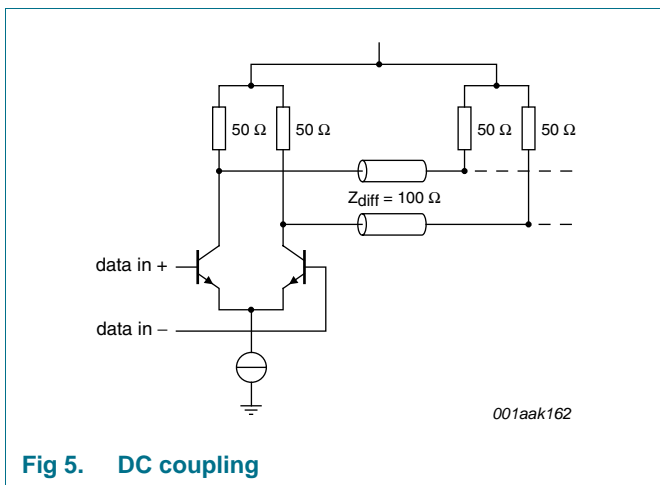 50 Ω 50 Ω 50 Ω 50 Ω
Zdiff = 100 Ω
data in +
data in −
001aak162
Fig 5. DC coupling